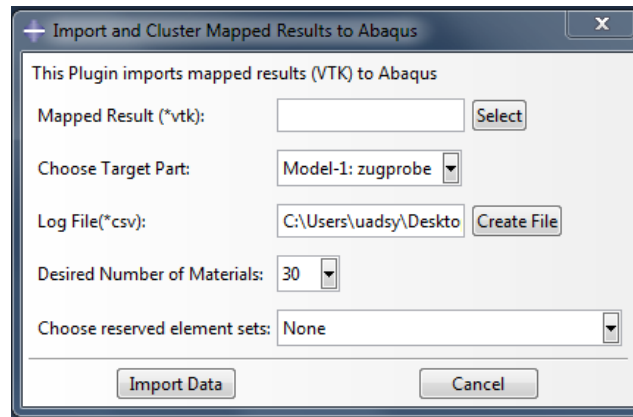 Import and Cluster Mapped Results to Abaqus x
This Plugin imports mapped results (VTK) to Abaqus
Mapped Result (*vtk): Select
Choose Target Part: Model-1: zugprobe
Log File(*csv): C:\Users\uadsy\Deskto Create File
Desired Number of Materials: 30
Choose reserved element sets: None
Import Data Cancel